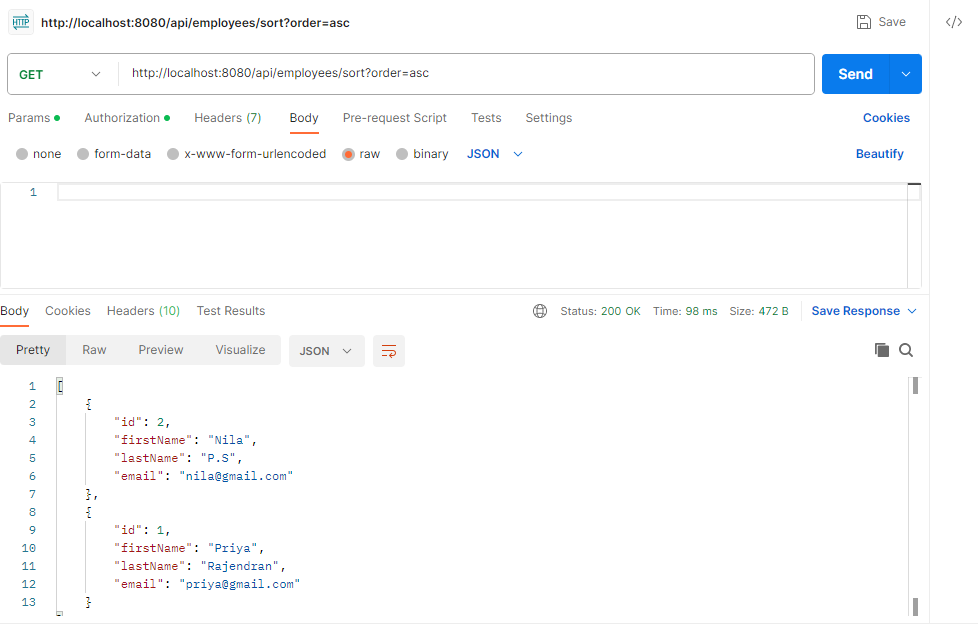 HTTP http://localhost:8080/api/employees/sort?order=asc Save </>
GET http://localhost:8080/api/employees/sort?order=asc Send
Params Authorization Headers (7) Body Pre-request Script Tests Settings Cookies
none form-data x-www-form-urlencoded raw binary JSON Beautify
1
Body Cookies Headers (10) Test Results Status: 200 OK Time: 98 ms Size: 472 B Save Response
Pretty Raw Preview Visualize JSON
1 [
2 {
3 "id": 2,
4 "firstName": "Nila",
5 "lastName": "P.S",
6 "email": "nila@gmail.com"
7 },
8 {
9 "id": 1,
10 "firstName": "Priya",
11 "lastName": "Rajendran",
12 "email": "priya@gmail.com"
13 }